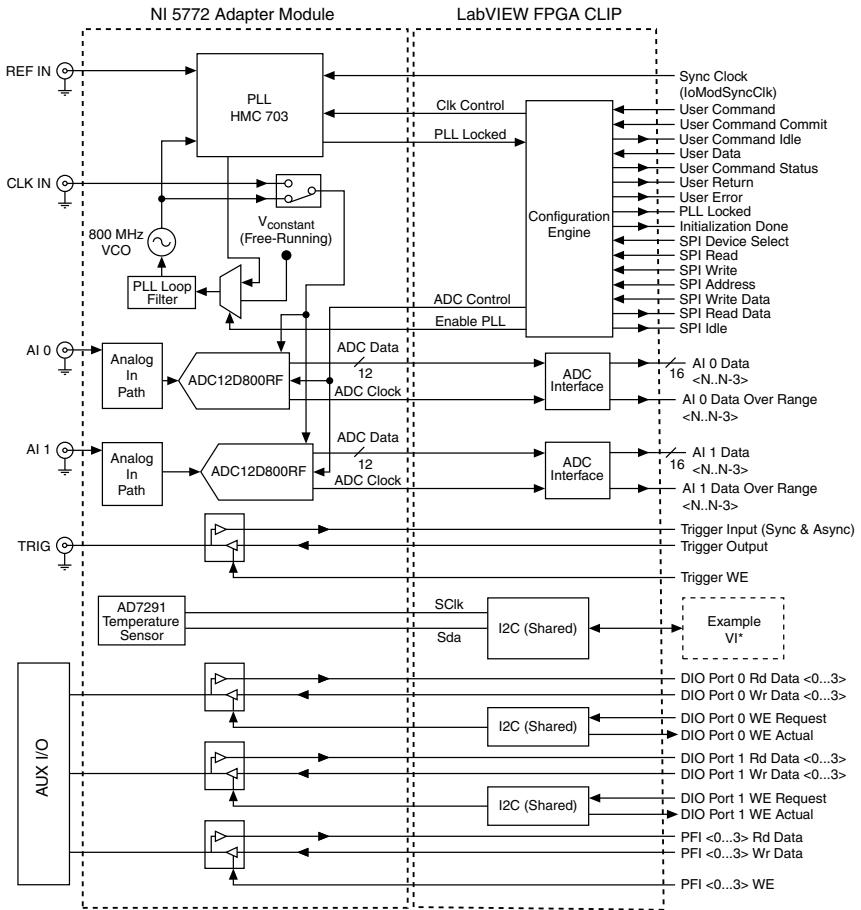 NI 5772 Adapter Module
LabVIEW FPGA CLIP
REF IN
PLL
HMC 703
Sync Clock
(IoModSyncClk)
Clk Control
User Command
User Command Commit
PLL Locked
User Command Idle
User Data
User Command Status
CLK IN
User Return
User Error
PLL Locked
Configuration
Engine
Initialization Done
Vconstant
(Free-Running)
800 MHz
VCO
SPI Device Select
SPI Read
SPI Write
PLL Loop
Filter
SPI Address
SPI Write Data
ADC Control
SPI Read Data
Enable PLL
SPI Idle
AI 0
Analog
In
Path
ADC12D800RF
ADC Data
12
ADC Clock
ADC
Interface
16
AI 0 Data
<N..N-3>
AI 0 Data Over Range
<N..N-3>
AI 1
Analog
In
Path
ADC12D800RF
ADC Data
12
ADC Clock
ADC
Interface
16
AI 1 Data
<N..N-3>
AI 1 Data Over Range
<N..N-3>
TRIG
Trigger Input (Sync & Async)
Trigger Output
Trigger WE
AD7291
Temperature
Sensor
SClk
Sda
I2C (Shared)
Example
VI*
AUX I/O
DIO Port 0 Rd Data <0...3>
DIO Port 0 Wr Data <0...3>
I2C (Shared)
DIO Port 0 WE Request
DIO Port 0 WE Actual
DIO Port 1 Rd Data <0...3>
DIO Port 1 Wr Data <0...3>
I2C (Shared)
DIO Port 1 WE Request
DIO Port 1 WE Actual
PFI <0...3> Rd Data
PFI <0...3> Wr Data
PFI <0...3> WE